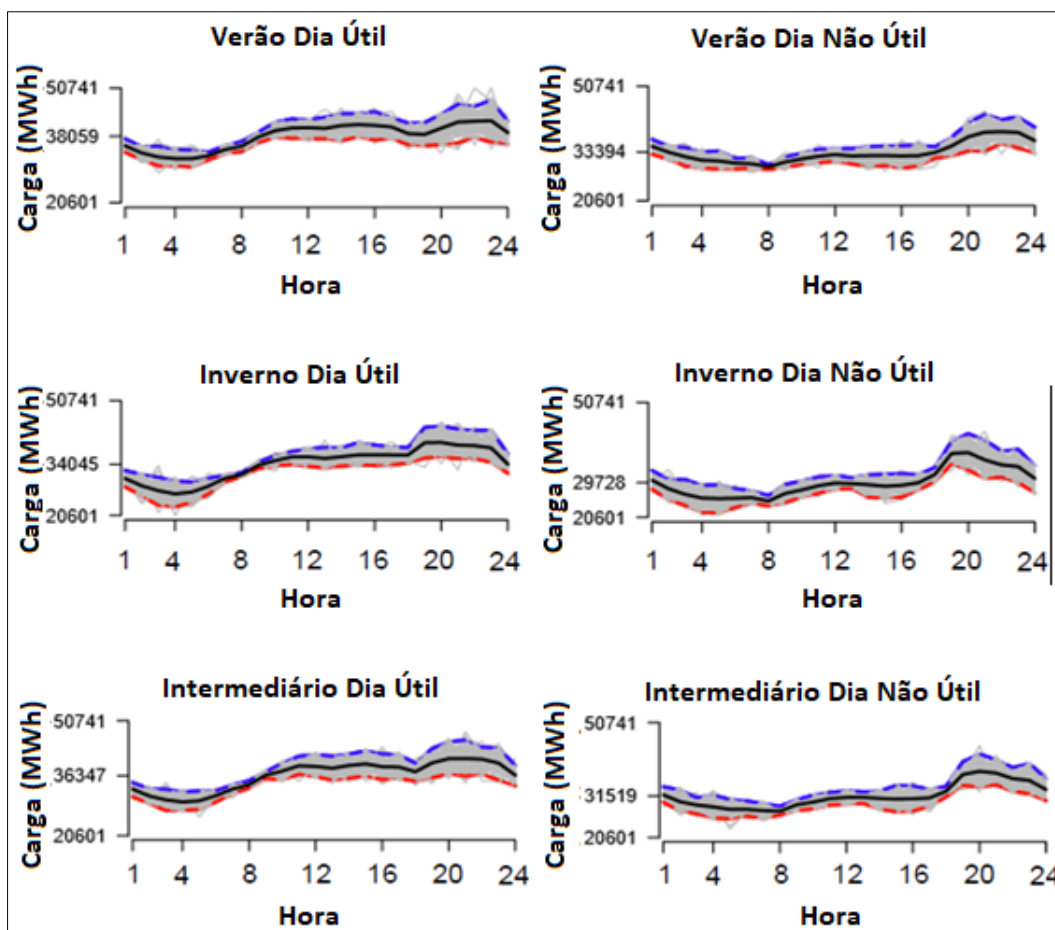 Verão Dia Útil
Carga (MWh)
50741
38059
20601
1 4 8 12 16 20 24
Hora
Verão Dia Não Útil
Carga (MWh)
50741
33394
20601
1 4 8 12 16 20 24
Hora
Inverno Dia Útil
Carga (MWh)
50741
34045
20601
1 4 8 12 16 20 24
Hora
Inverno Dia Não Útil
Carga (MWh)
50741
29728
20601
1 4 8 12 16 20 24
Hora
Intermediário Dia Útil
Carga (MWh)
50741
36347
20601
1 4 8 12 16 20 24
Hora
Intermediário Dia Não Útil
Carga (MWh)
50741
31519
20601
1 4 8 12 16 20 24
Hora